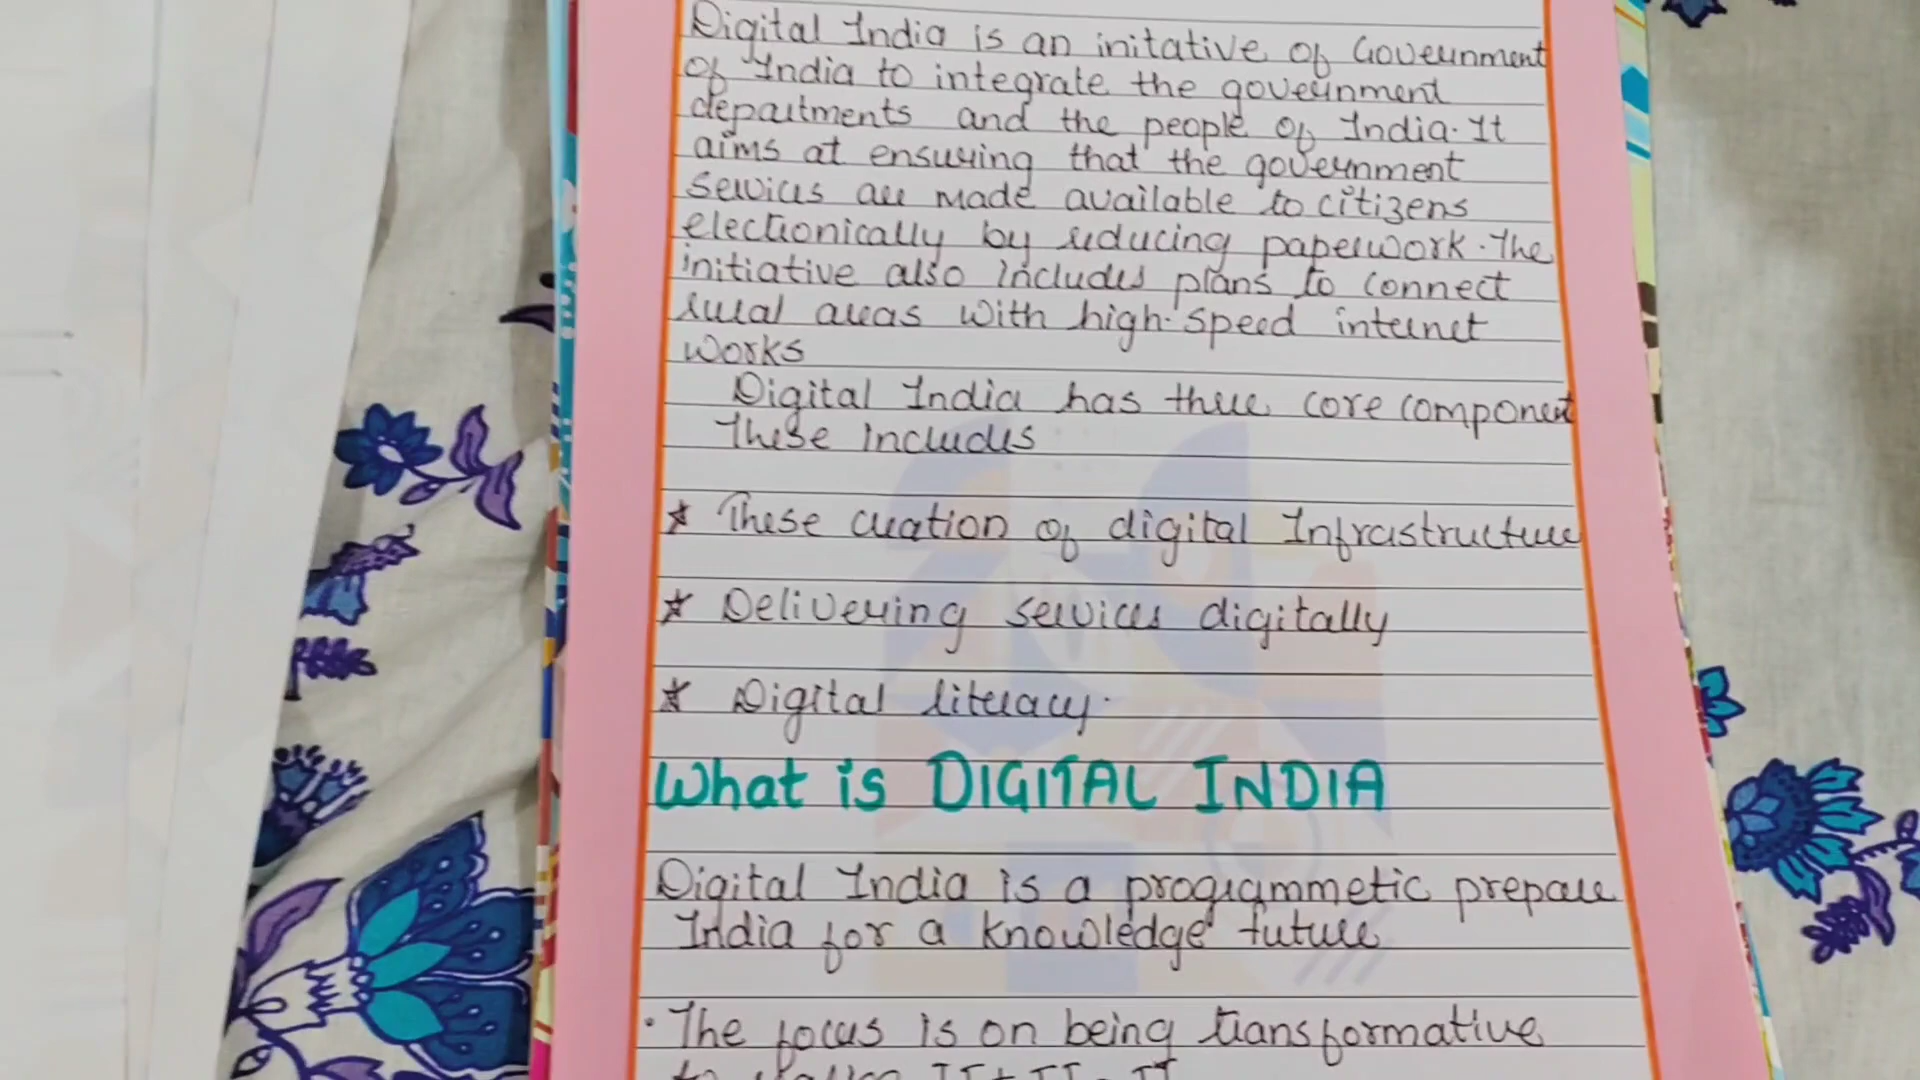 Digital India is an initative of Government
of India to integrate the government
departments and the people of India. It
aims at ensuring that the government
services are made available to citizens
electronically by reducing paperwork. The
initiative also includes plans to connect
rural areas with high-speed internet
works
Digital India has three core component
These includes
* These creation of digital Infrastructure
* Delivering services digitally
* Digital literacy.
What is DIGITAL INDIA
Digital India is a programmetic prepare
India for a knowledge future
• The focus is on being transformative